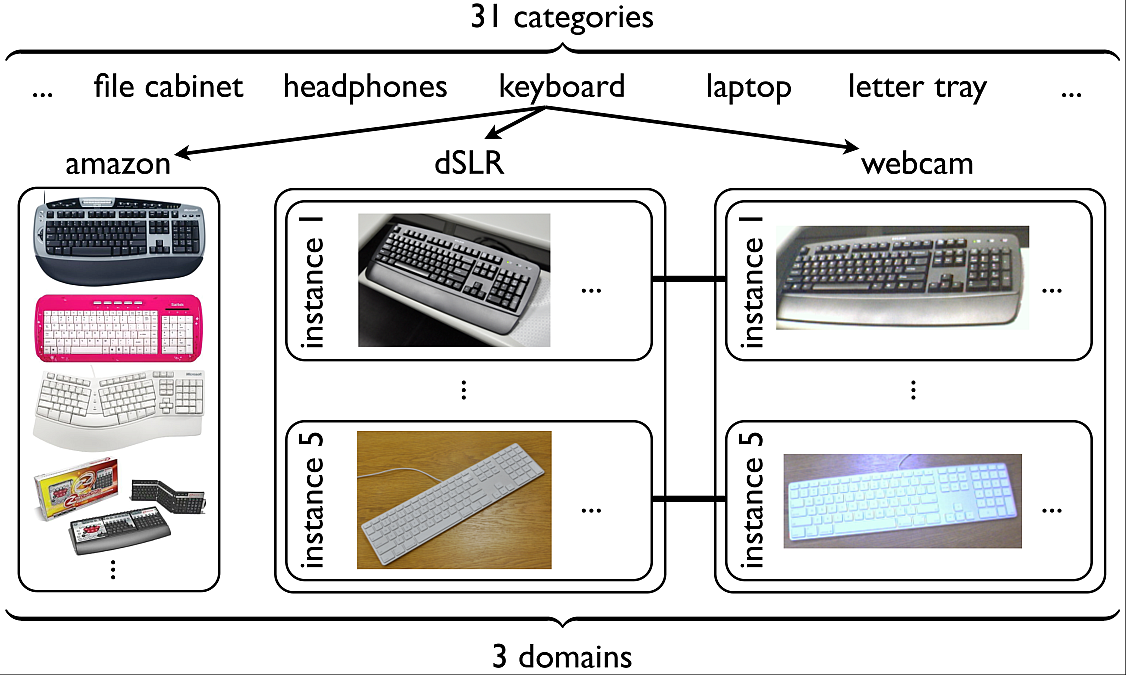 31 categories
... file cabinet headphones keyboard laptop letter tray ...
amazon dSLR webcam
instance 1 ... instance 1 ...
...
...
instance 5 ... instance 5 ...
...
3 domains